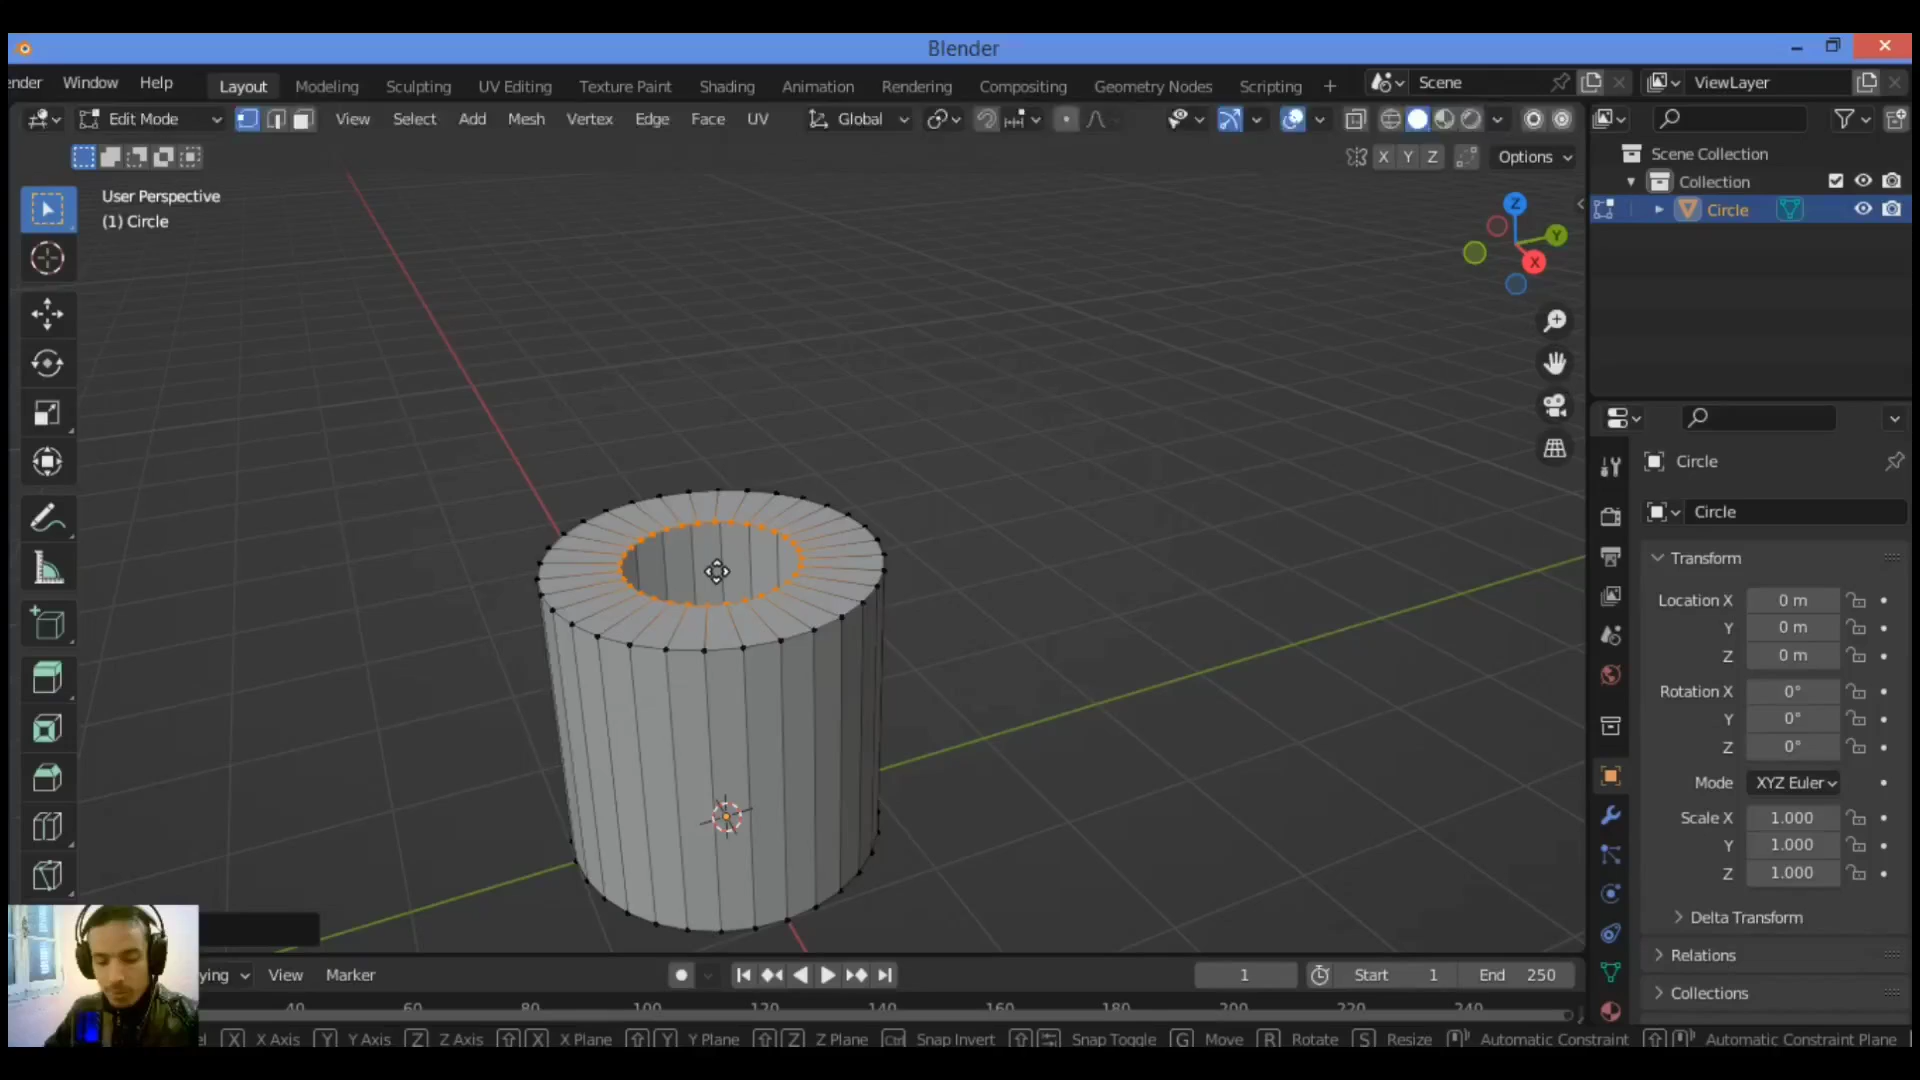 Blender
nder Window Help Layout Modeling Sculpting UV Editing Texture Paint Shading Animation Rendering Compositing Geometry Nodes Scripting + Scene ViewLayer
Edit Mode View Select Add Mesh Vertex Edge Face UV Global
X Y Z Options
User Perspective
(1) Circle
Z
Y
X
Scene Collection
Collection
Circle
Circle
Circle
Transform
Location X 0 m
Y 0 m
Z 0 m
Rotation X 0°
Y 0°
Z 0°
Mode XYZ Euler
Scale X 1.000
Y 1.000
Z 1.000
Delta Transform
Relations
Collections
ying View Marker 1 Start 1 End 250
40 60 80 100 120 140 160 180 200 220 240
el X X Axis Y Y Axis Z Z Axis X X Plane Y Y Plane Z Z Plane Ctrl Snap Invert Snap Toggle G Move R Rotate S Resize Automatic Constraint Automatic Constraint Plane